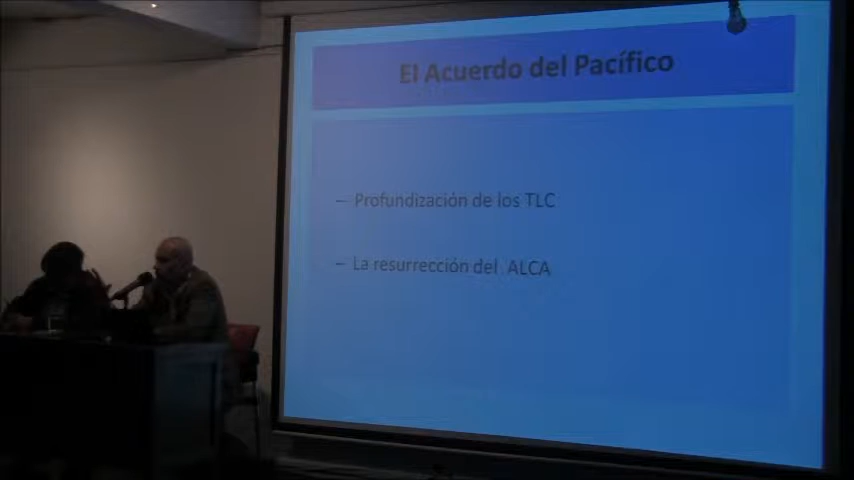 El Acuerdo del Pacífico
– Profundización de los TLC
– La resurrección del ALCA